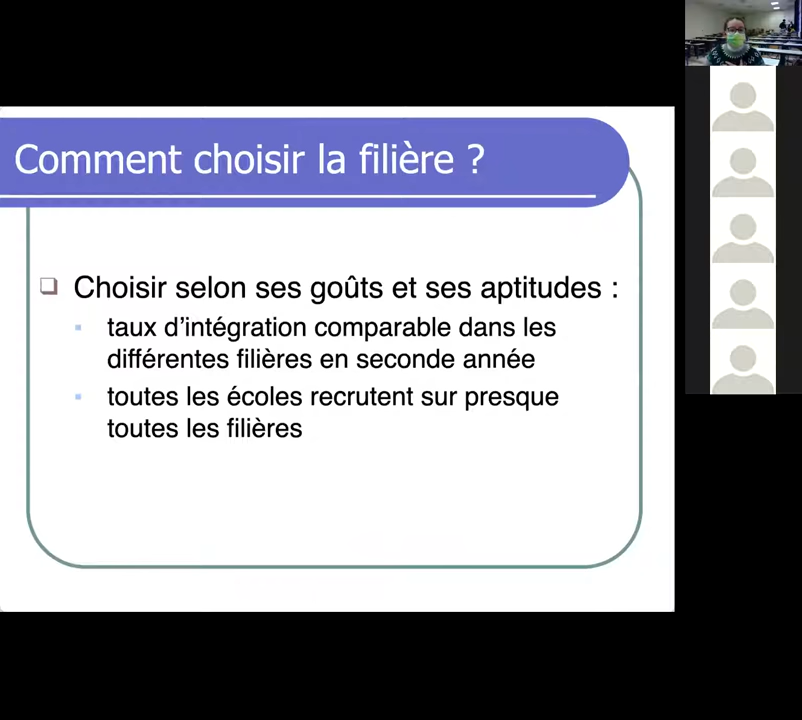 Comment choisir la filière ?
Choisir selon ses goûts et ses aptitudes :
taux d’intégration comparable dans les
différentes filières en seconde année
toutes les écoles recrutent sur presque
toutes les filières